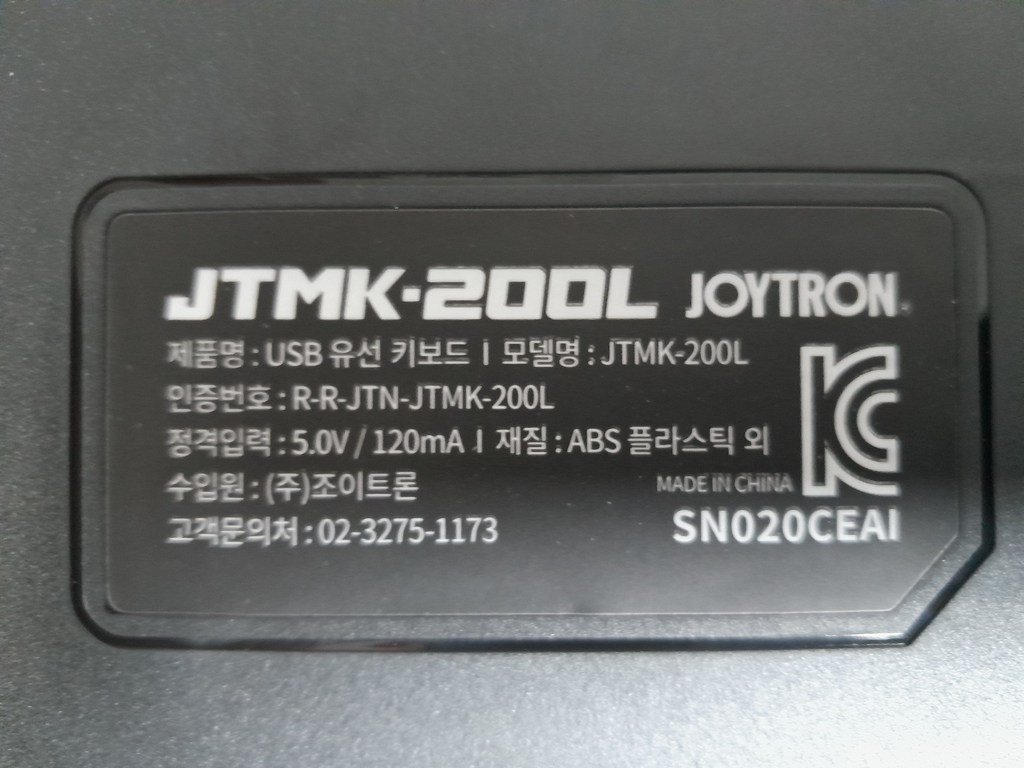 JTMK-200L JOYTRON
제품명 : USB 유선 키보드 | 모델명 : JTMK-200L
인증번호 : R-R-JTN-JTMK-200L
정격입력 : 5.0V / 120mA | 재질 : ABS 플라스틱 외
수입원 : (주)조이트론
MADE IN CHINA
고객문의처 : 02-3275-1173
SN020CEAI
KC